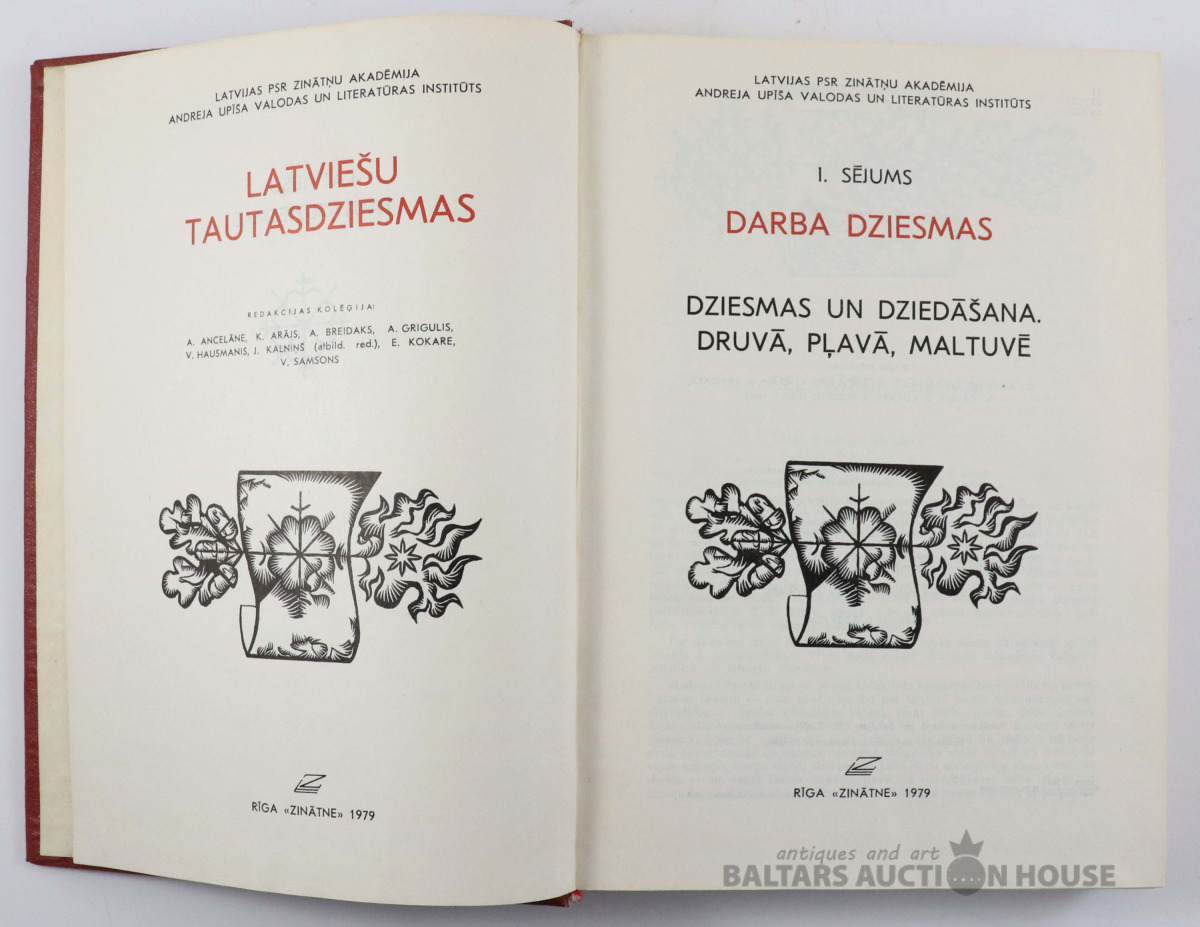 LATVIJAS PSR ZINĀTŅU AKADĒMIJA
ANDREJA UPĪŠA VALODAS UN LITERATŪRAS INSTITŪTS
LATVIEŠU
TAUTASDZIESMAS
REDAKCIJAS KOLĒĢIJA:
A. ANCELĀNE, K. ARĀJS, A. BREIDAKS, A. GRIGULIS,
V. HAUSMANIS, J. KALNIŅŠ (atbild. red.), E. KOKARE,
V. SAMSONS
RĪGA «ZINĀTNE» 1979
LATVIJAS PSR ZINĀTŅU AKADĒMIJA
ANDREJA UPĪŠA VALODAS UN LITERATŪRAS INSTITŪTS
I. SĒJUMS
DARBA DZIESMAS
DZIESMAS UN DZIEDĀŠANA.
DRUVĀ, PĻAVĀ, MALTUVĒ
RĪGA «ZINĀTNE» 1979
antiques and art
BALTARS AUCTION HOUSE